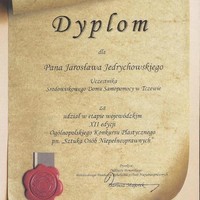 Dyplom
dla
Pana Jarosława Jedrychowskiego
Uczestnika
Środowiskowego Domu Samopomocy w Tczewie
za
udział w etapie wojewódzkim
XII edycji
Ogólnopolskiego Konkursu Plastycznego
pn. „Sztuka Osób Niepełnosprawnych”